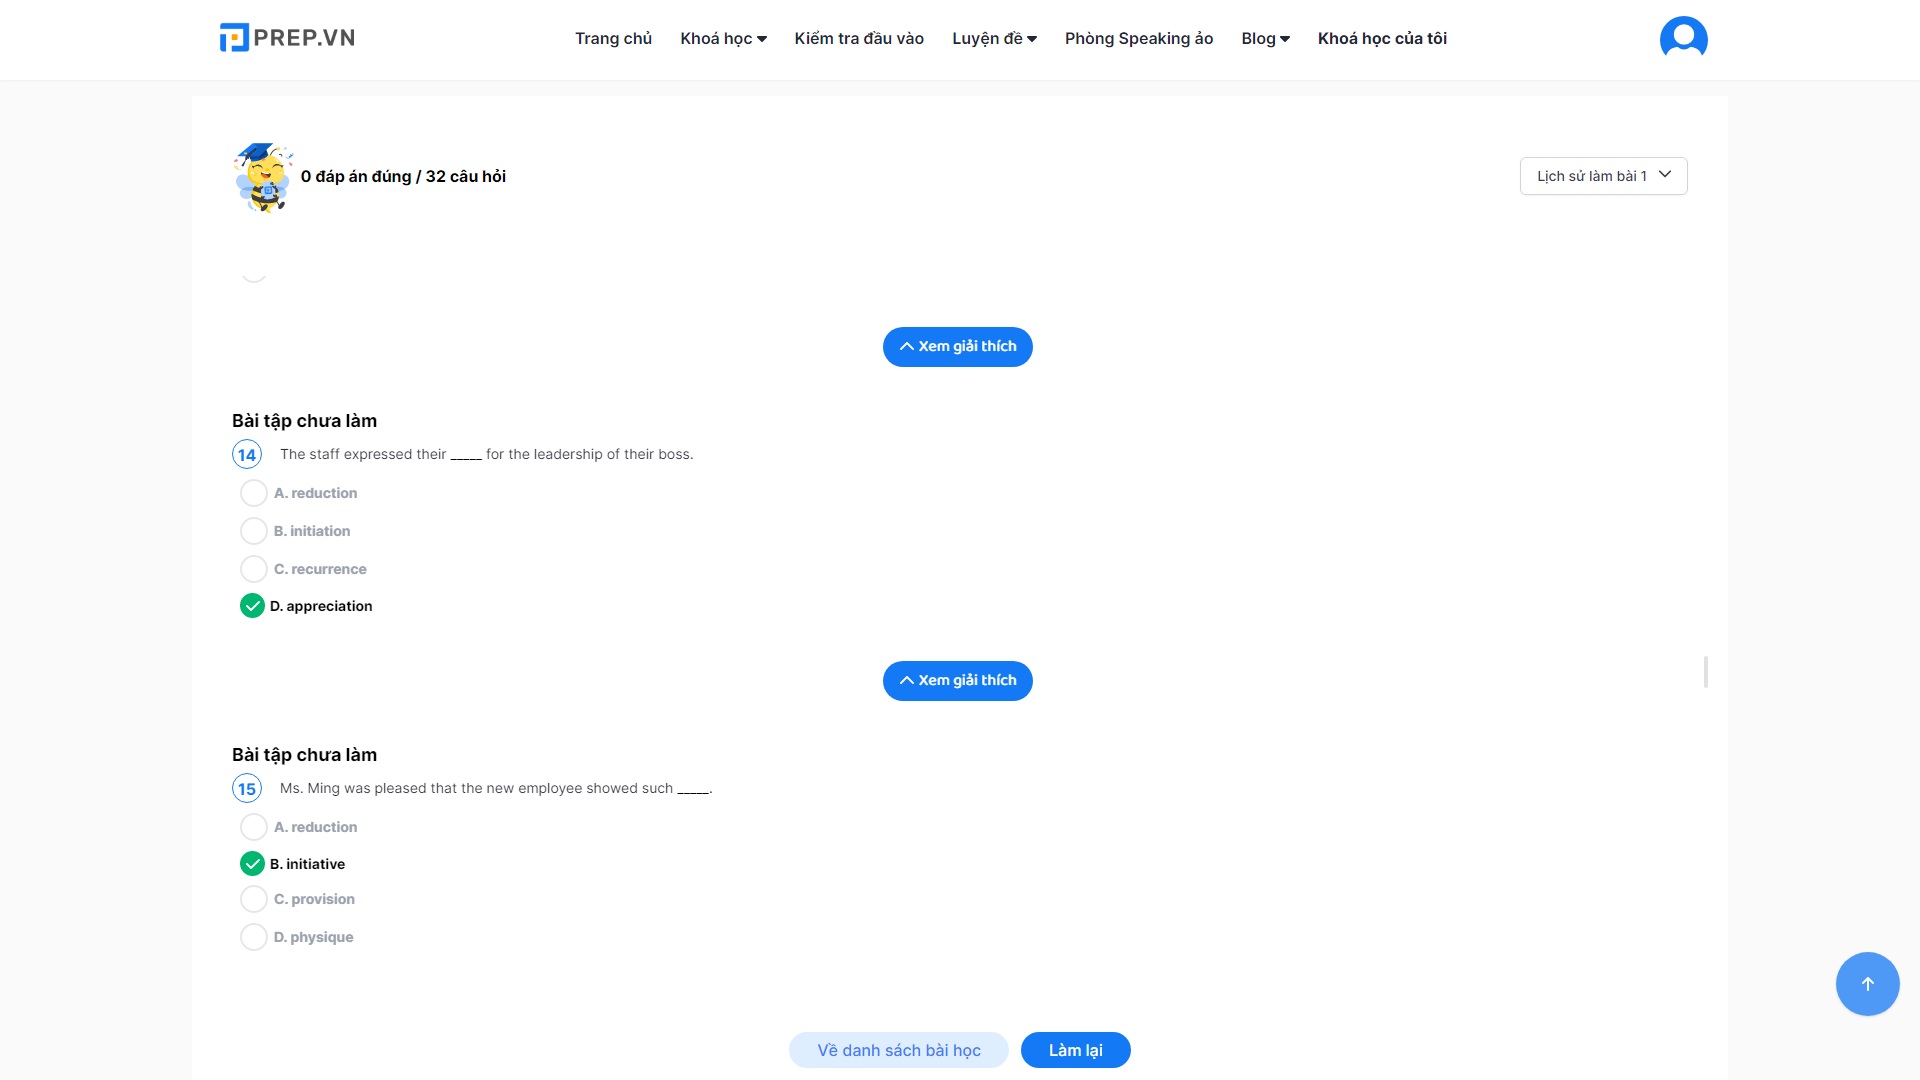 PREP.VN
Trang chủ
Khoá học
Kiểm tra đầu vào
Luyện đề
Phòng Speaking ảo
Blog
Khoá học của tôi
0 đáp án đúng / 32 câu hỏi
Lịch sử làm bài 1
Xem giải thích
Bài tập chưa làm
14 The staff expressed their _____ for the leadership of their boss.
A. reduction
B. initiation
C. recurrence
D. appreciation
Xem giải thích
Bài tập chưa làm
15 Ms. Ming was pleased that the new employee showed such _____.
A. reduction
B. initiative
C. provision
D. physique
Về danh sách bài học
Làm lại